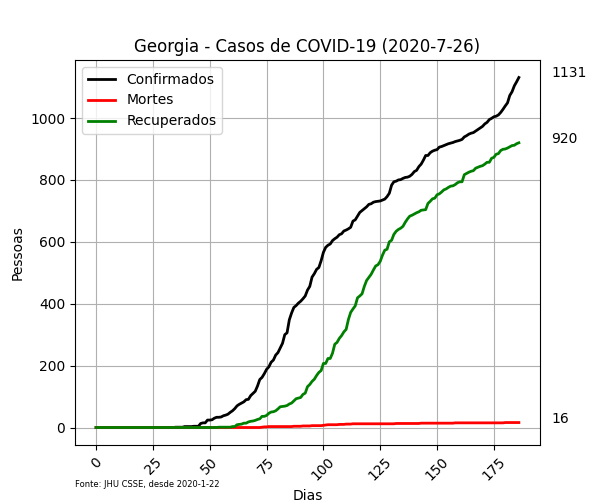 Georgia - Casos de COVID-19 (2020-7-26)
Confirmados
Mortes
Recuperados
1131
920
16
Pessoas
1000
800
600
400
200
0
0 25 50 75 100 125 150 175
Fonte: JHU CSSE, desde 2020-1-22
Dias